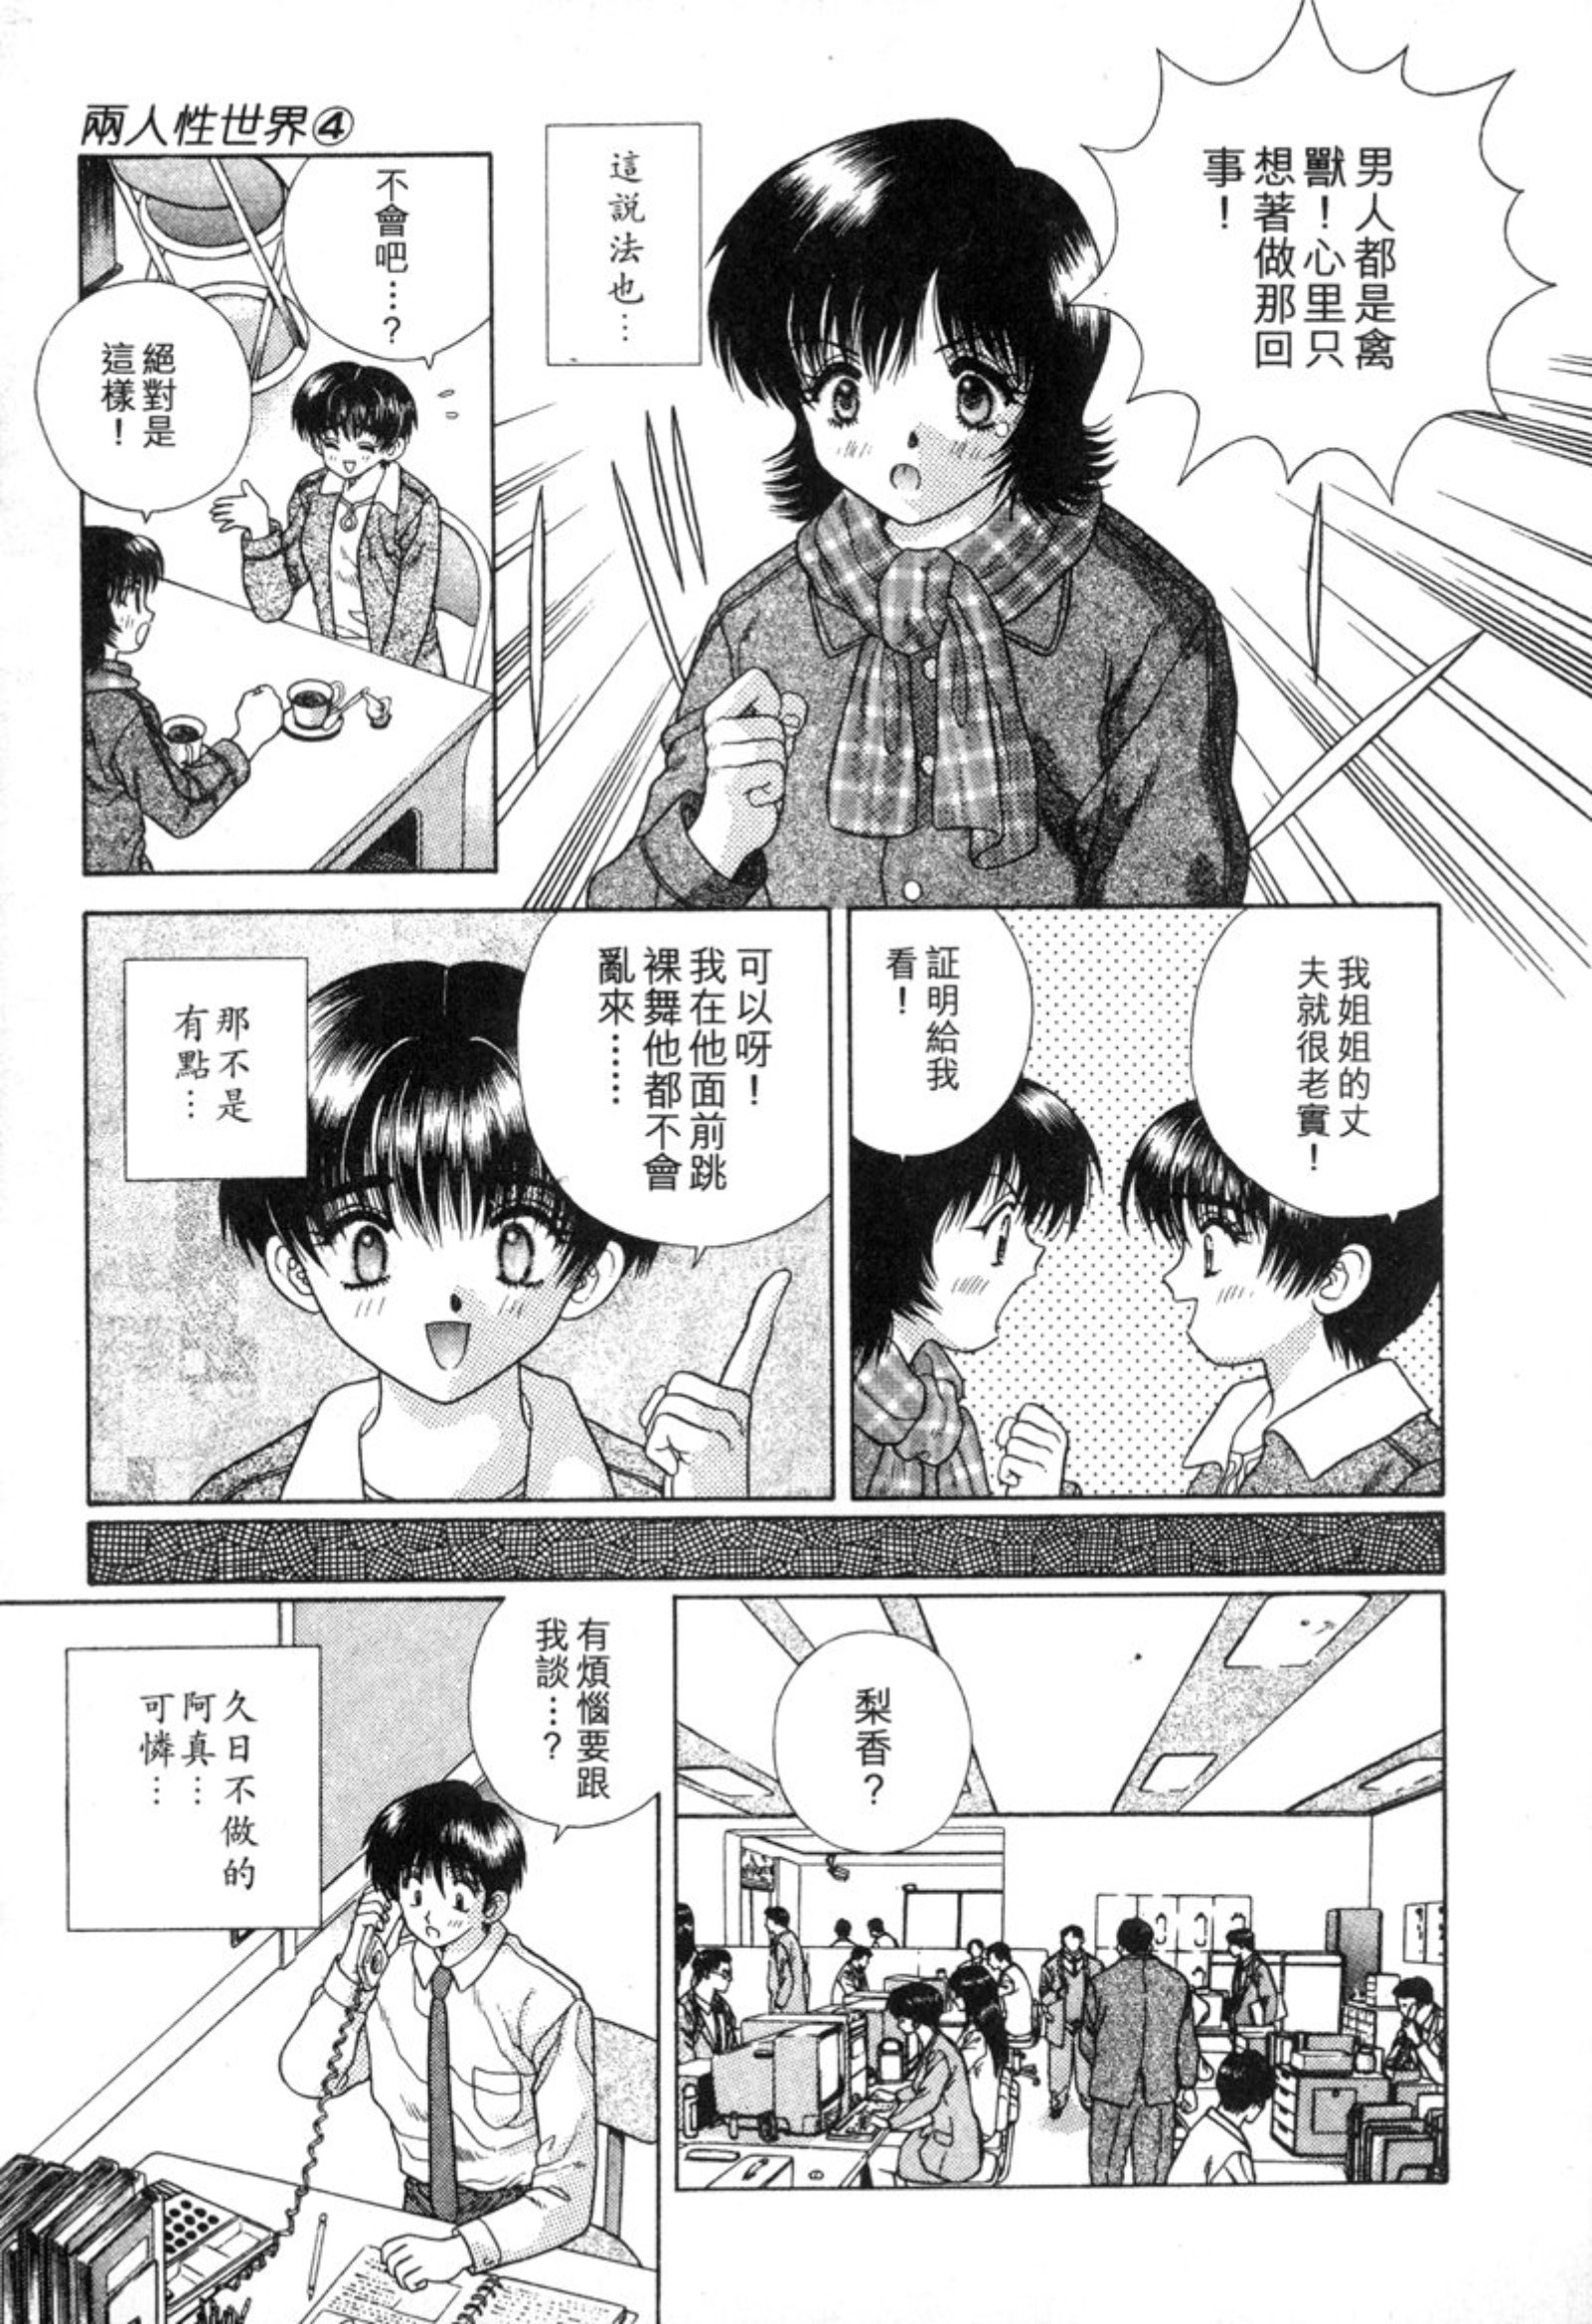 兩人性世界④
男人都是禽
獸！心里只
想著做那回
事！
這説法也…
不會吧…？
絕對是
這樣！
我姐姐的丈
夫就很老實！
証明給我
看！
可以呀！
我在他面前跳
裸舞他都不會
亂來……
那不是
有點…
梨香？
有煩惱要跟
我談…？
久日不做的
阿真…
可憐…